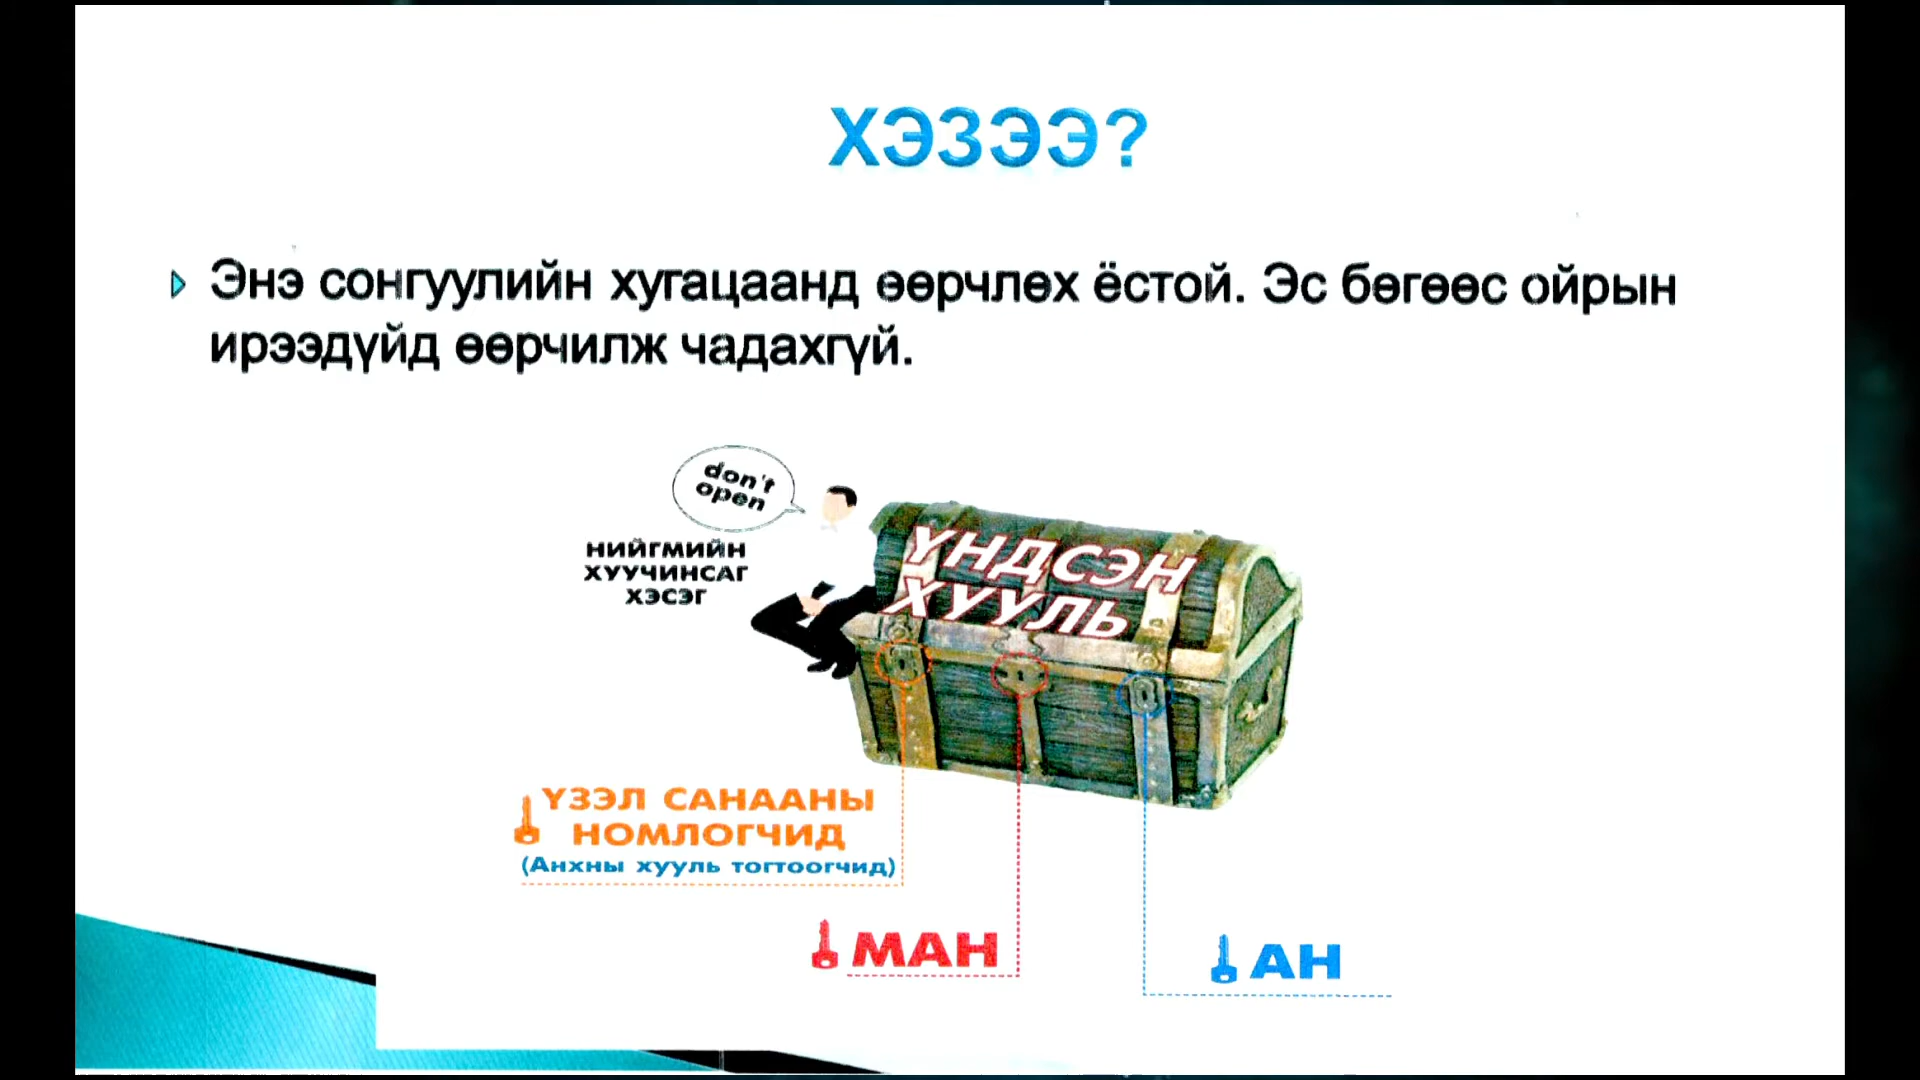 ХЭЗЭЭ?
Энэ сонгуулийн хугацаанд өөрчлөх ёстой. Эс бөгөөс ойрын
ирээдүйд өөрчилж чадахгүй.
don't
open
НИЙГМИЙН
ХУУЧИНСАГ
ХЭСЭГ
ҮНДСЭН
ХУУЛЬ
ҮЗЭЛ САНААНЫ
НОМЛОГЧИД
(Анхны хууль тогтоогчид)
МАН
АН